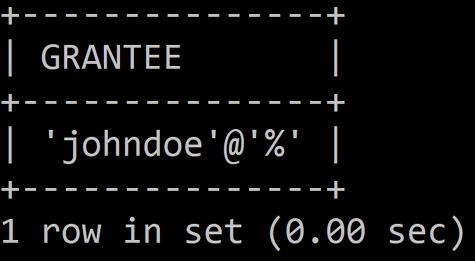 +---------------+
| GRANTEE       |
+---------------+
| 'johndoe'@'%' |
+---------------+
1 row in set (0.00 sec)